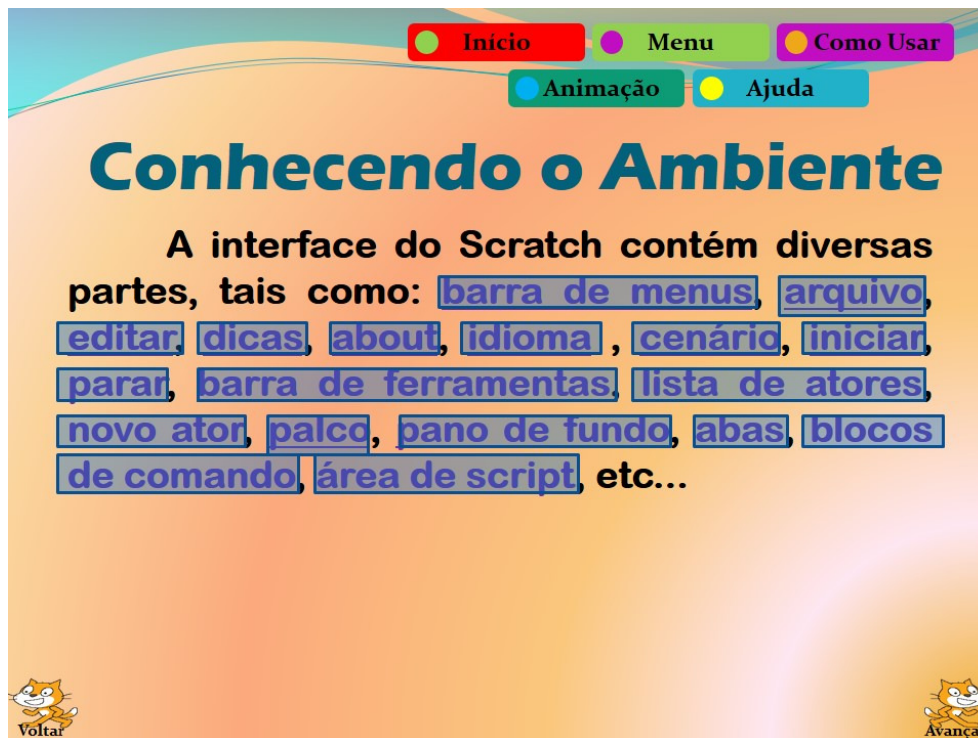 Início Menu Como Usar
Animação Ajuda
Conhecendo o Ambiente
A interface do Scratch contém diversas
partes, tais como: barra de menus, arquivo,
editar, dicas, about, idioma , cenário, iniciar,
parar, barra de ferramentas, lista de atores,
novo ator, palco, pano de fundo, abas, blocos
de comando, área de script, etc...
Voltar Avança